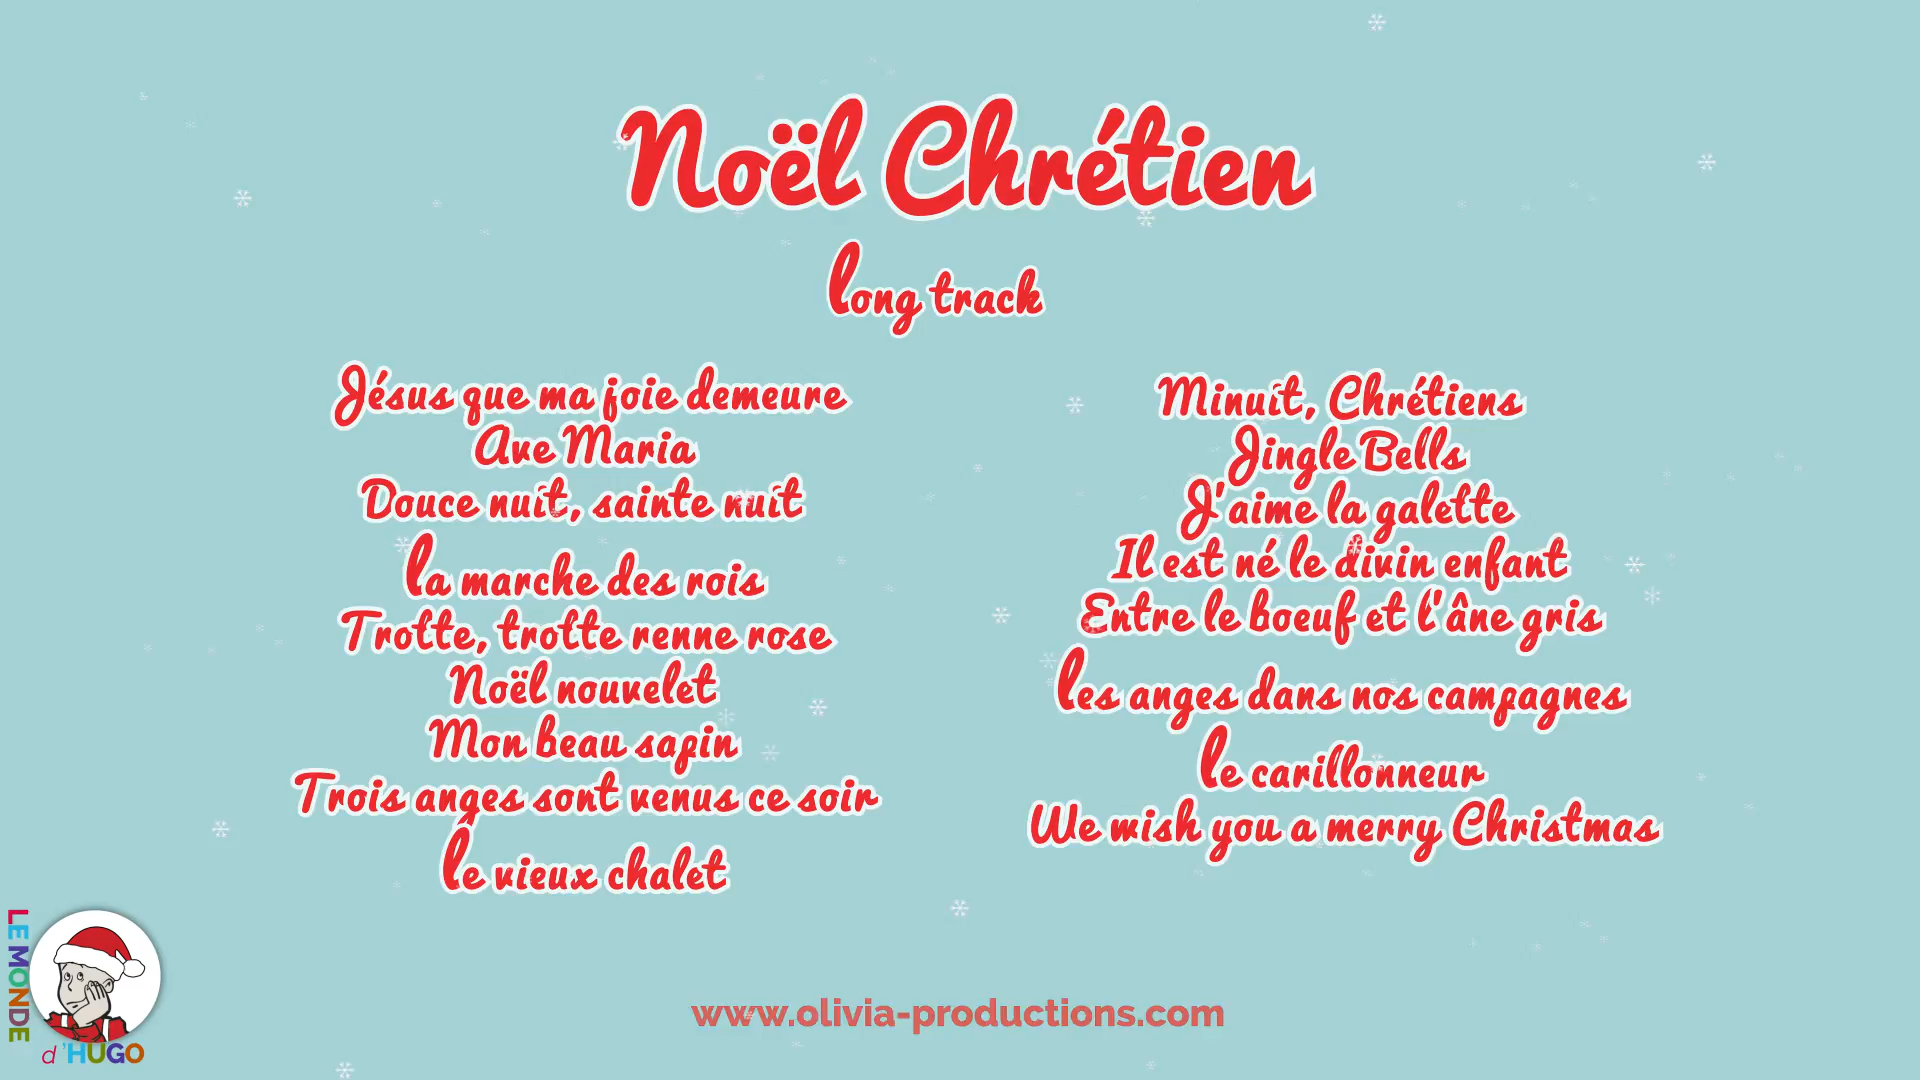 Noël Chrétien
long track
Jésus que ma joie demeure
Ave Maria
Douce nuit, sainte nuit
la marche des rois
Trotte, trotte renne rose
Noël nouvelet
Mon beau sapin
Trois anges sont venus ce soir
le vieux chalet
Minuit, Chrétiens
Jingle Bells
J'aime la galette
Il est né le divin enfant
Entre le boeuf et l'âne gris
les anges dans nos campagnes
le carillonneur
We wish you a merry Christmas
LE MONDE
d'HUGO
www.olivia-productions.com